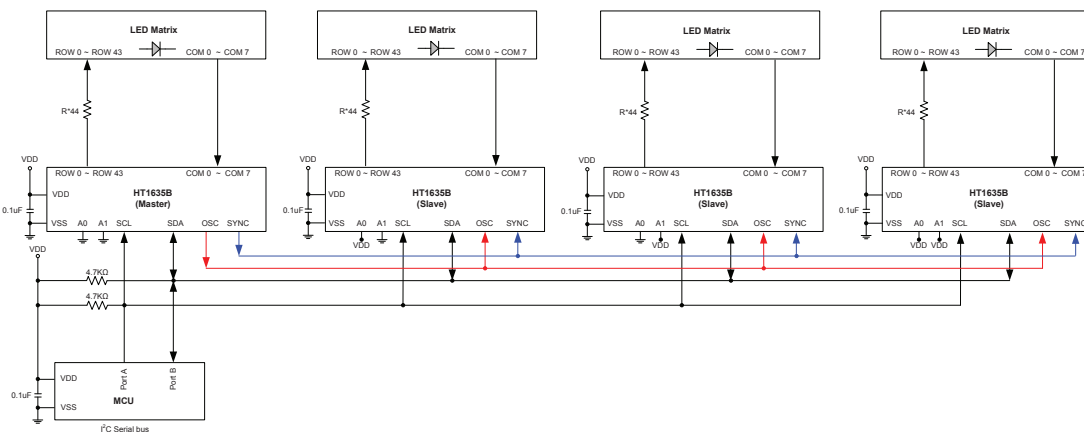 LED Matrix LED Matrix LED Matrix LED Matrix
ROW 0 ~ ROW 43 COM 0 ~ COM 7 ROW 0 ~ ROW 43 COM 0 ~ COM 7 ROW 0 ~ ROW 43 COM 0 ~ COM 7 ROW 0 ~ ROW 43 COM 0 ~ COM 7
R*44 R*44 R*44 R*44
VDD VDD VDD VDD
ROW 0 ~ ROW 43 COM 0 ~ COM 7 ROW 0 ~ ROW 43 COM 0 ~ COM 7 ROW 0 ~ ROW 43 COM 0 ~ COM 7 ROW 0 ~ ROW 43 COM 0 ~ COM 7
VDD HT1635B VDD HT1635B VDD HT1635B VDD HT1635B
0.1uF (Master) 0.1uF (Slave) 0.1uF (Slave) 0.1uF (Slave)
VSS A0 A1 SCL SDA OSC SYNC VSS A0 A1 SCL SDA OSC SYNC VSS A0 A1 SCL SDA OSC SYNC VSS A0 A1 SCL SDA OSC SYNC
VDD VDD VDD VDD VDD
4.7KΩ
4.7KΩ
Port A Port B
VDD
0.1uF MCU
VSS
I²C Serial bus